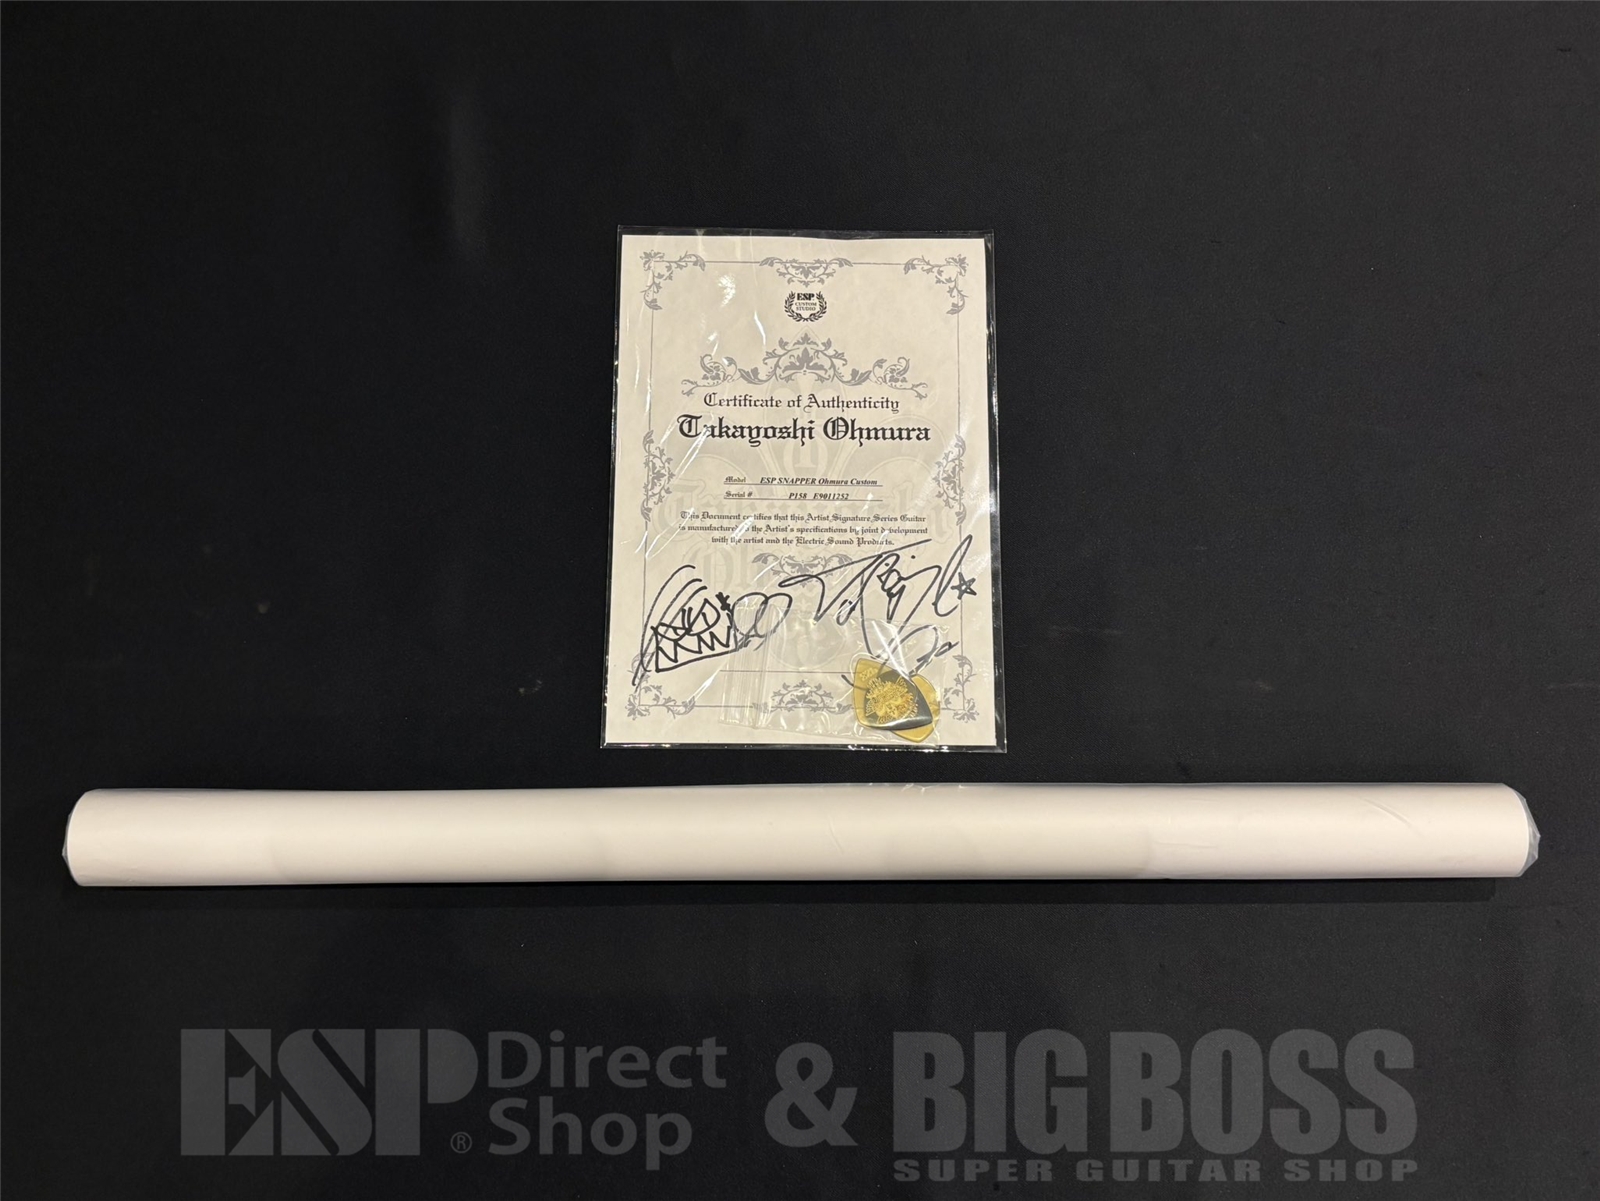 ESP
CUSTOM
STUDIO
Certificate of Authenticity
Takayoshi Ohmura
Model ESP SNAPPER Ohmura Custom
Serial # P158 E9011252
This Document certifies that this Artist Signature Series Guitar
is manufactured to the Artist's specifications by joint development
with the artist and the Electric Sound Products.
ESP® Direct Shop & BIG BOSS
SUPER GUITAR SHOP